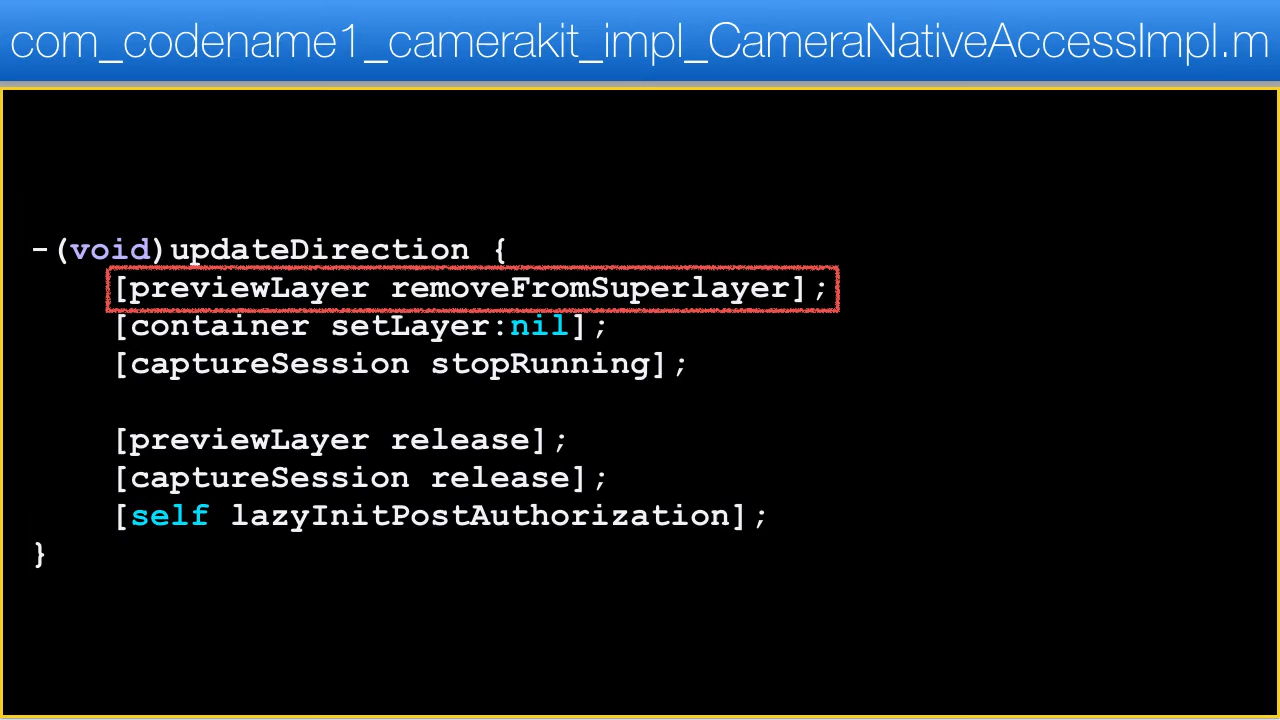 com_codename1_camerakit_impl_CameraNativeAccessImpl.m
-(void)updateDirection {
    [previewLayer removeFromSuperlayer];
    [container setLayer:nil];
    [captureSession stopRunning];

    [previewLayer release];
    [captureSession release];
    [self lazyInitPostAuthorization];
}